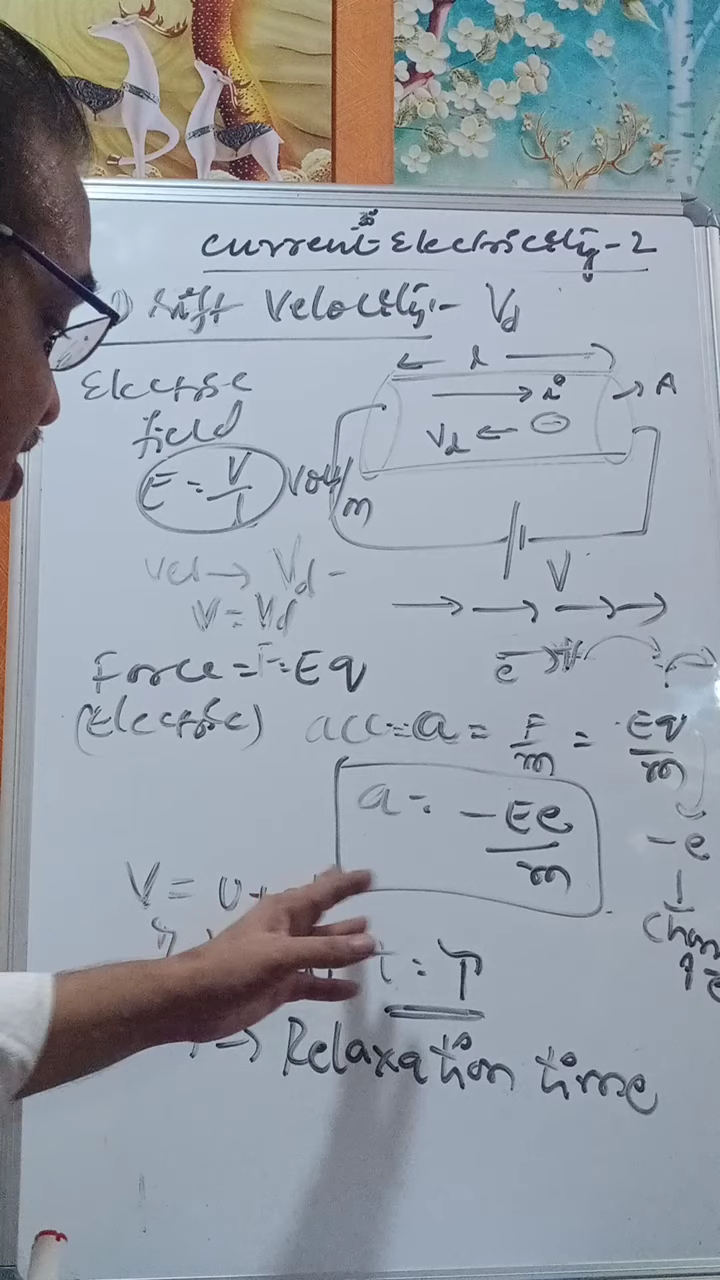 ॐ
Current Electricity-2
1) Drift Velocity:- Vd
← l →
Electric
field
E = V/l Volt/m
→ i
→ A
Vd ← ⊖
V
vel → Vd -
V = Vd
→ → → →
e
Force = F = Eq
(Electric)
acc = a = F/m = Eq/m
a = -Ee/m
-e
V = u +
t = τ
→ Relaxation time